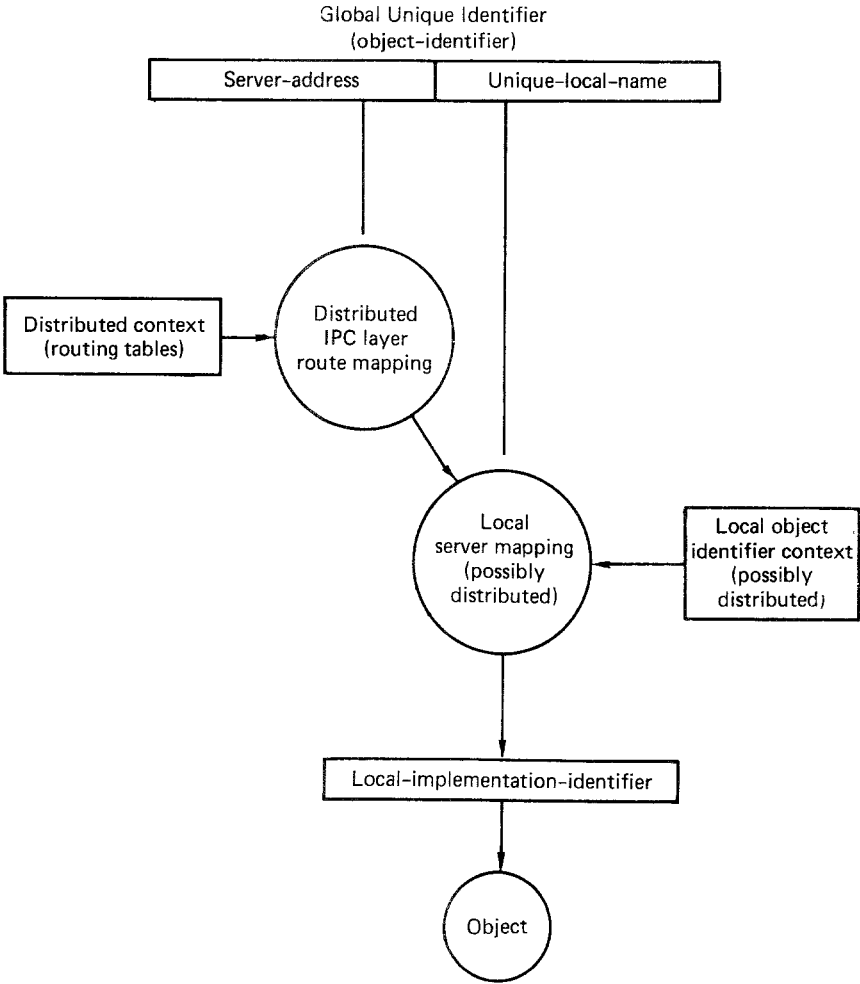 Global Unique Identifier
(object-identifier)
Server-address
Unique-local-name
Distributed context
(routing tables)
Distributed
IPC layer
route mapping
Local
server mapping
(possibly
distributed)
Local object
identifier context
(possibly
distributed)
Local-implementation-identifier
Object